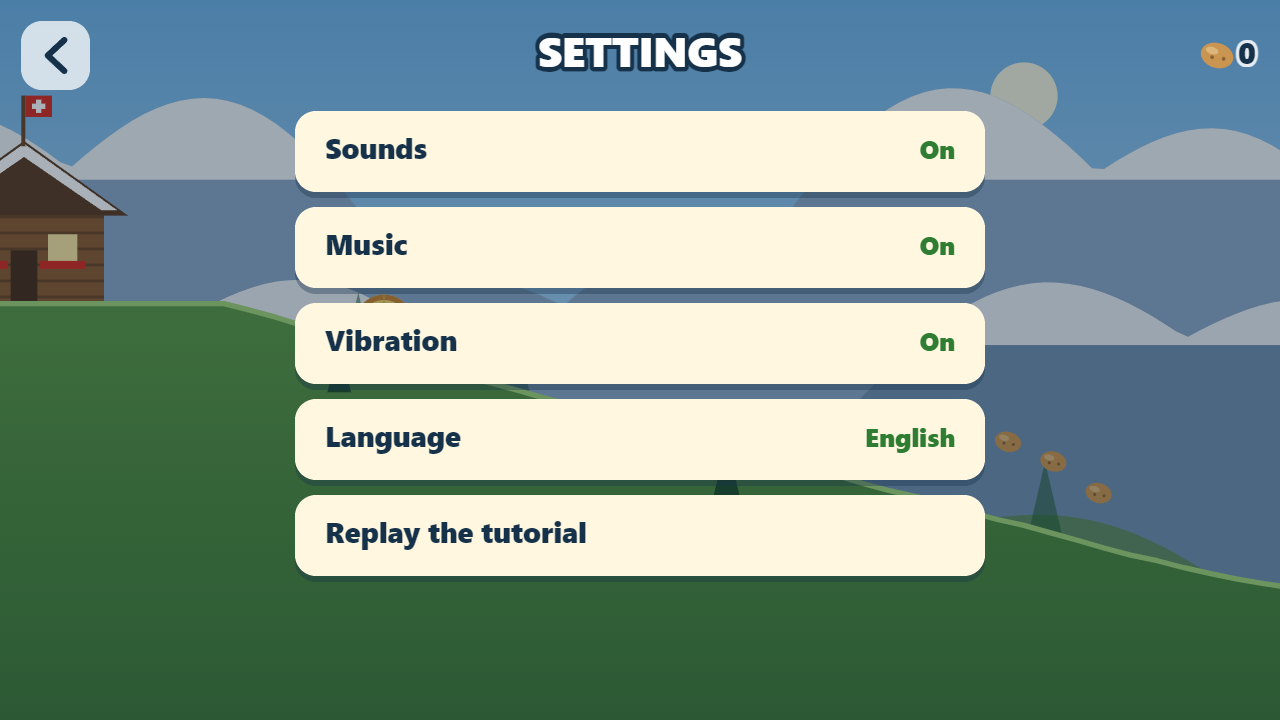 SETTINGS
0
Sounds On
Music On
Vibration On
Language English
Replay the tutorial